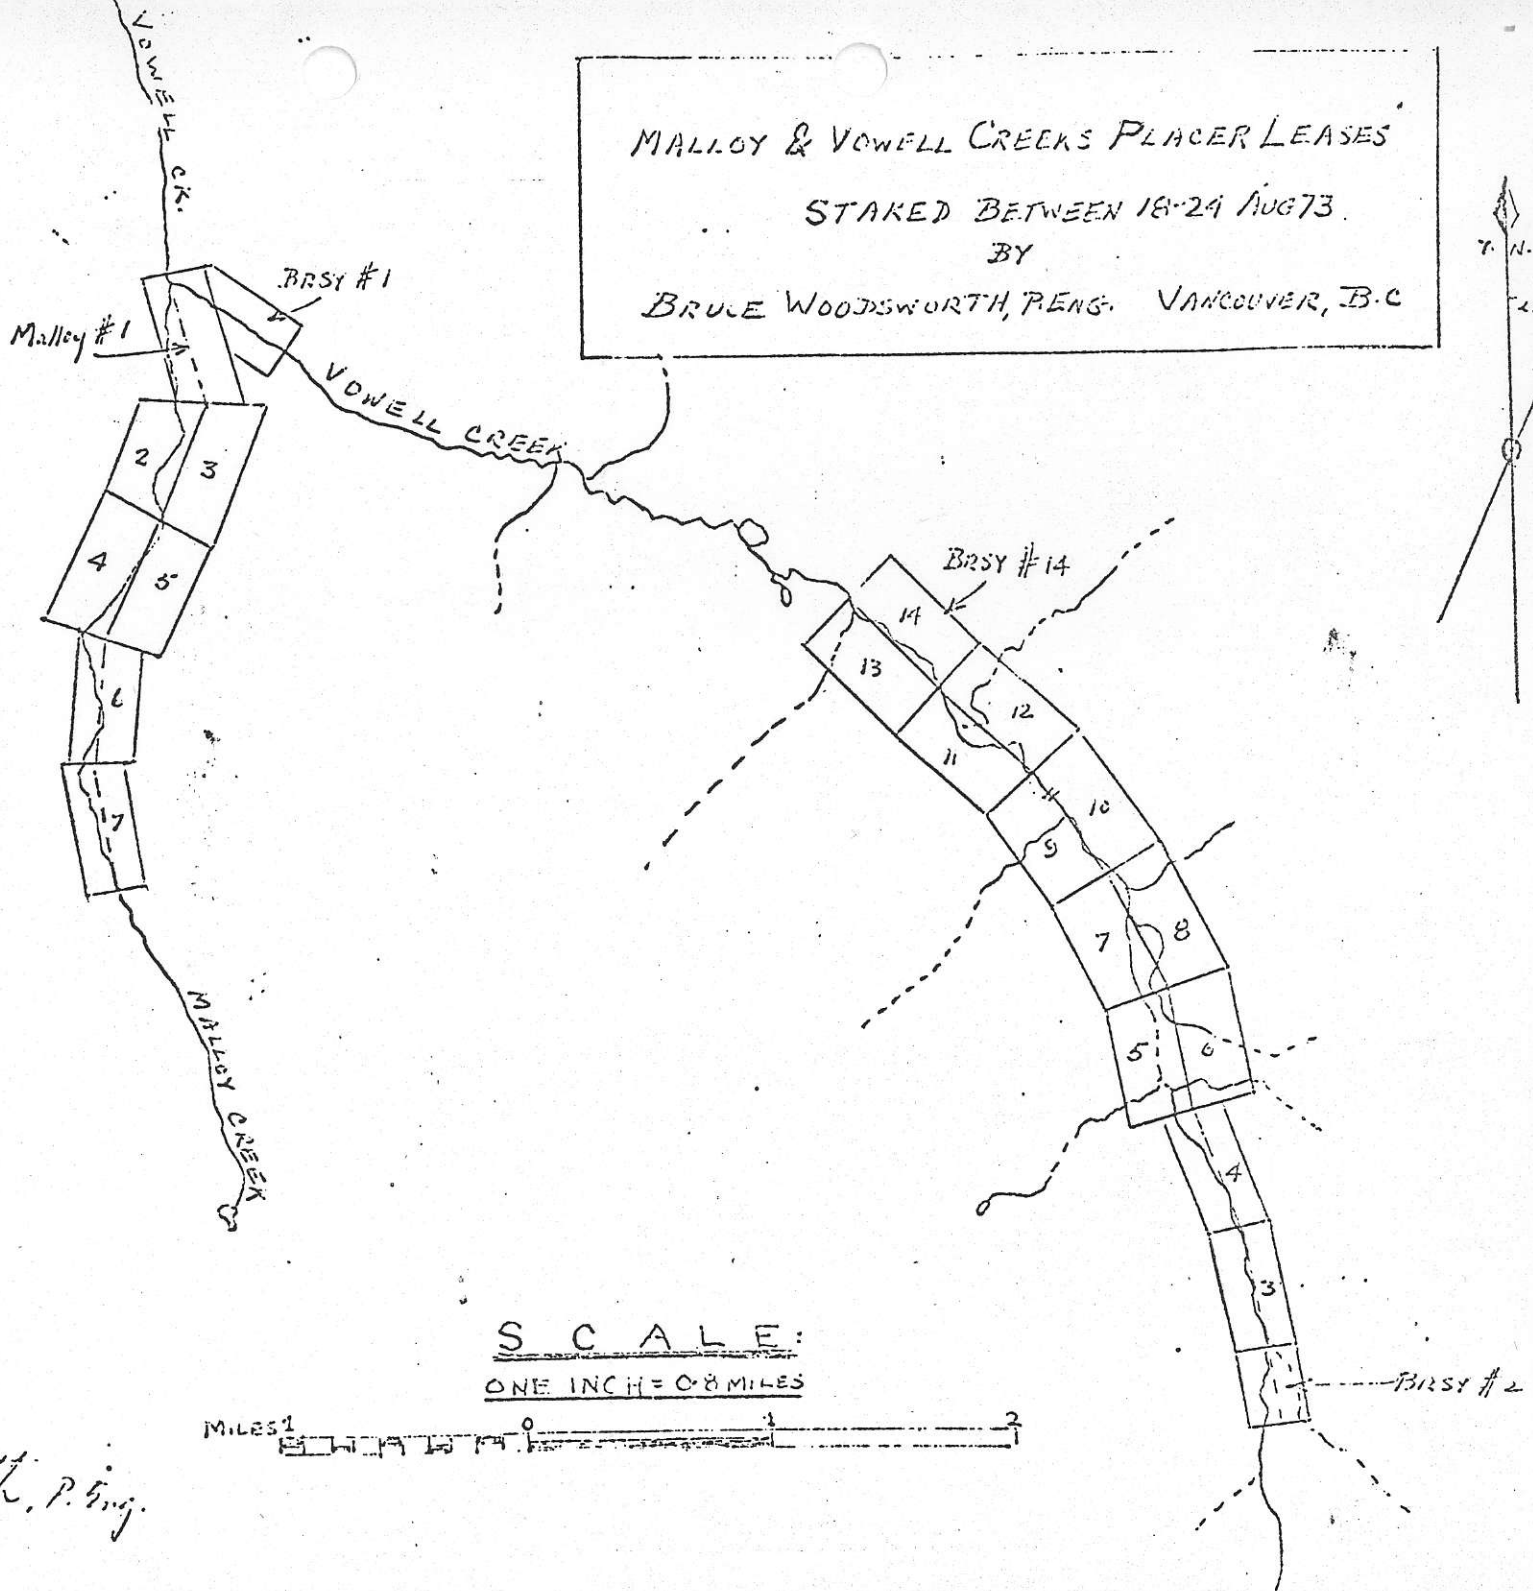 VOWELL CK.
MALLOY & VOWELL CREEKS PLACER LEASES
STAKED BETWEEN 18-24 AUG 73
BY
BRUCE WOODSWORTH, P.ENG. VANCOUVER, B.C
N.
BRSY #1
Malloy #1
VOWELL CREEK
2
3
4
5
6
7
BRSY #14
14
13
12
11
10
9
8
7
6
5
4
3
BRSY #2
MALLOY CREEK
SCALE:
ONE INCH = 0.8 MILES
MILES 1 0 1 2
P. Eng.